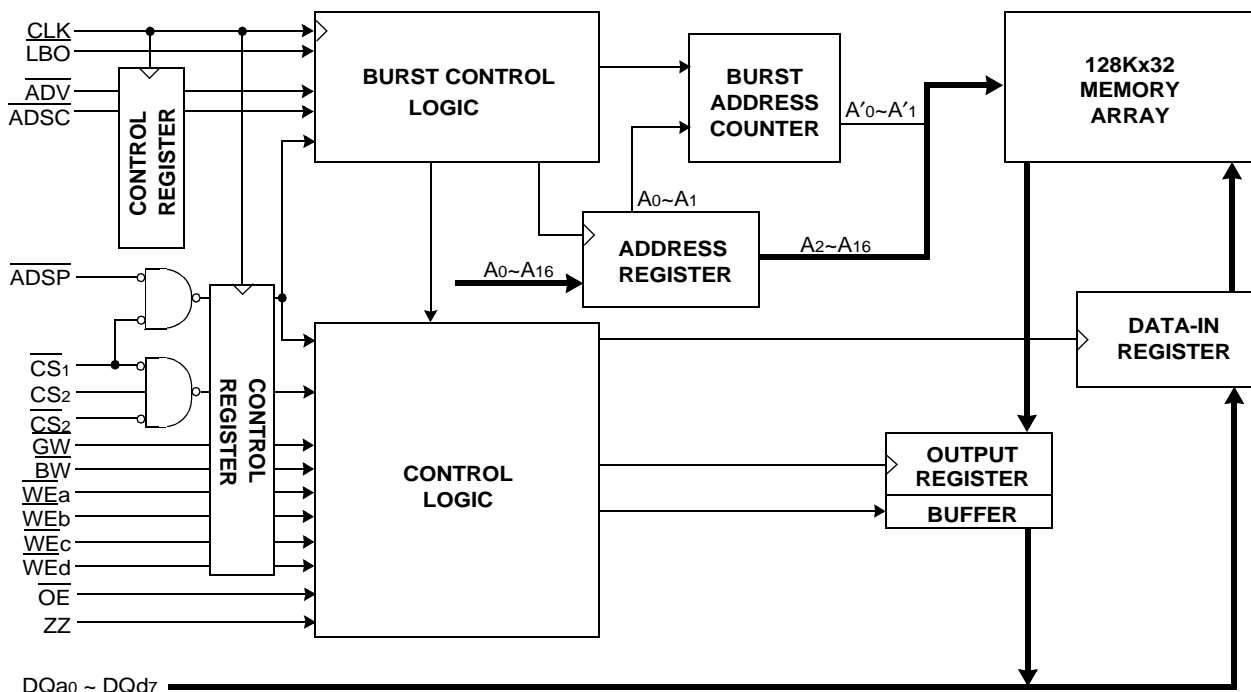 CLK
LBO
ADV
ADSC
CONTROL
REGISTER
BURST CONTROL
LOGIC
BURST
ADDRESS
COUNTER
A′0~A′1
128Kx32
MEMORY
ARRAY
A0~A1
ADDRESS
REGISTER
A2~A16
A0~A16
ADSP
CS1
CS2
CS2
GW
BW
WEa
WEb
WEc
WEd
OE
ZZ
CONTROL
REGISTER
CONTROL
LOGIC
DATA-IN
REGISTER
OUTPUT
REGISTER
BUFFER
DQa0 ~ DQd7